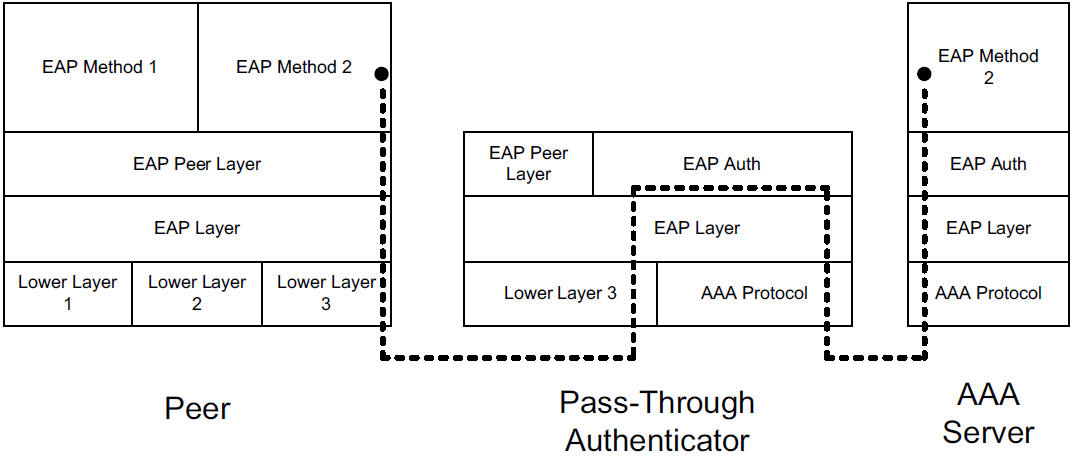 EAP Method 1
EAP Method 2
EAP Peer Layer
EAP Layer
Lower Layer
1
Lower Layer
2
Lower Layer
3
Peer
EAP Peer
Layer
EAP Auth
EAP Layer
Lower Layer 3
AAA Protocol
Pass-Through
Authenticator
EAP Method
2
EAP Auth
EAP Layer
AAA Protocol
AAA
Server